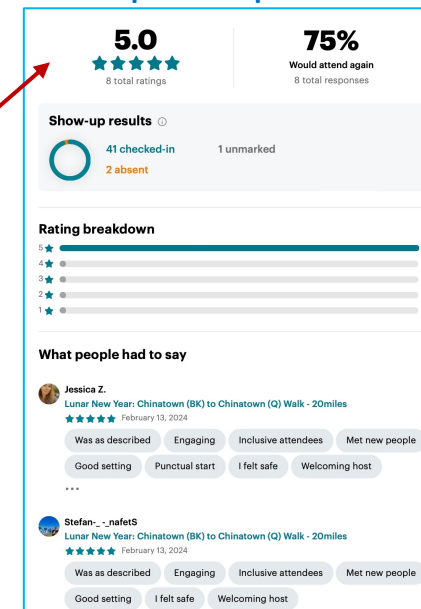 5.0
75%
Would attend again
8 total ratings
8 total responses
Show-up results
41 checked-in
1 unmarked
2 absent
Rating breakdown
5
4
3
2
1
What people had to say
Jessica Z.
Lunar New Year: Chinatown (BK) to Chinatown (Q) Walk - 20miles
February 13, 2024
Was as described Engaging Inclusive attendees Met new people
Good setting Punctual start I felt safe Welcoming host
...
Stefan-_ -_nafetS
Lunar New Year: Chinatown (BK) to Chinatown (Q) Walk - 20miles
February 13, 2024
Was as described Engaging Inclusive attendees Met new people
Good setting I felt safe Welcoming host